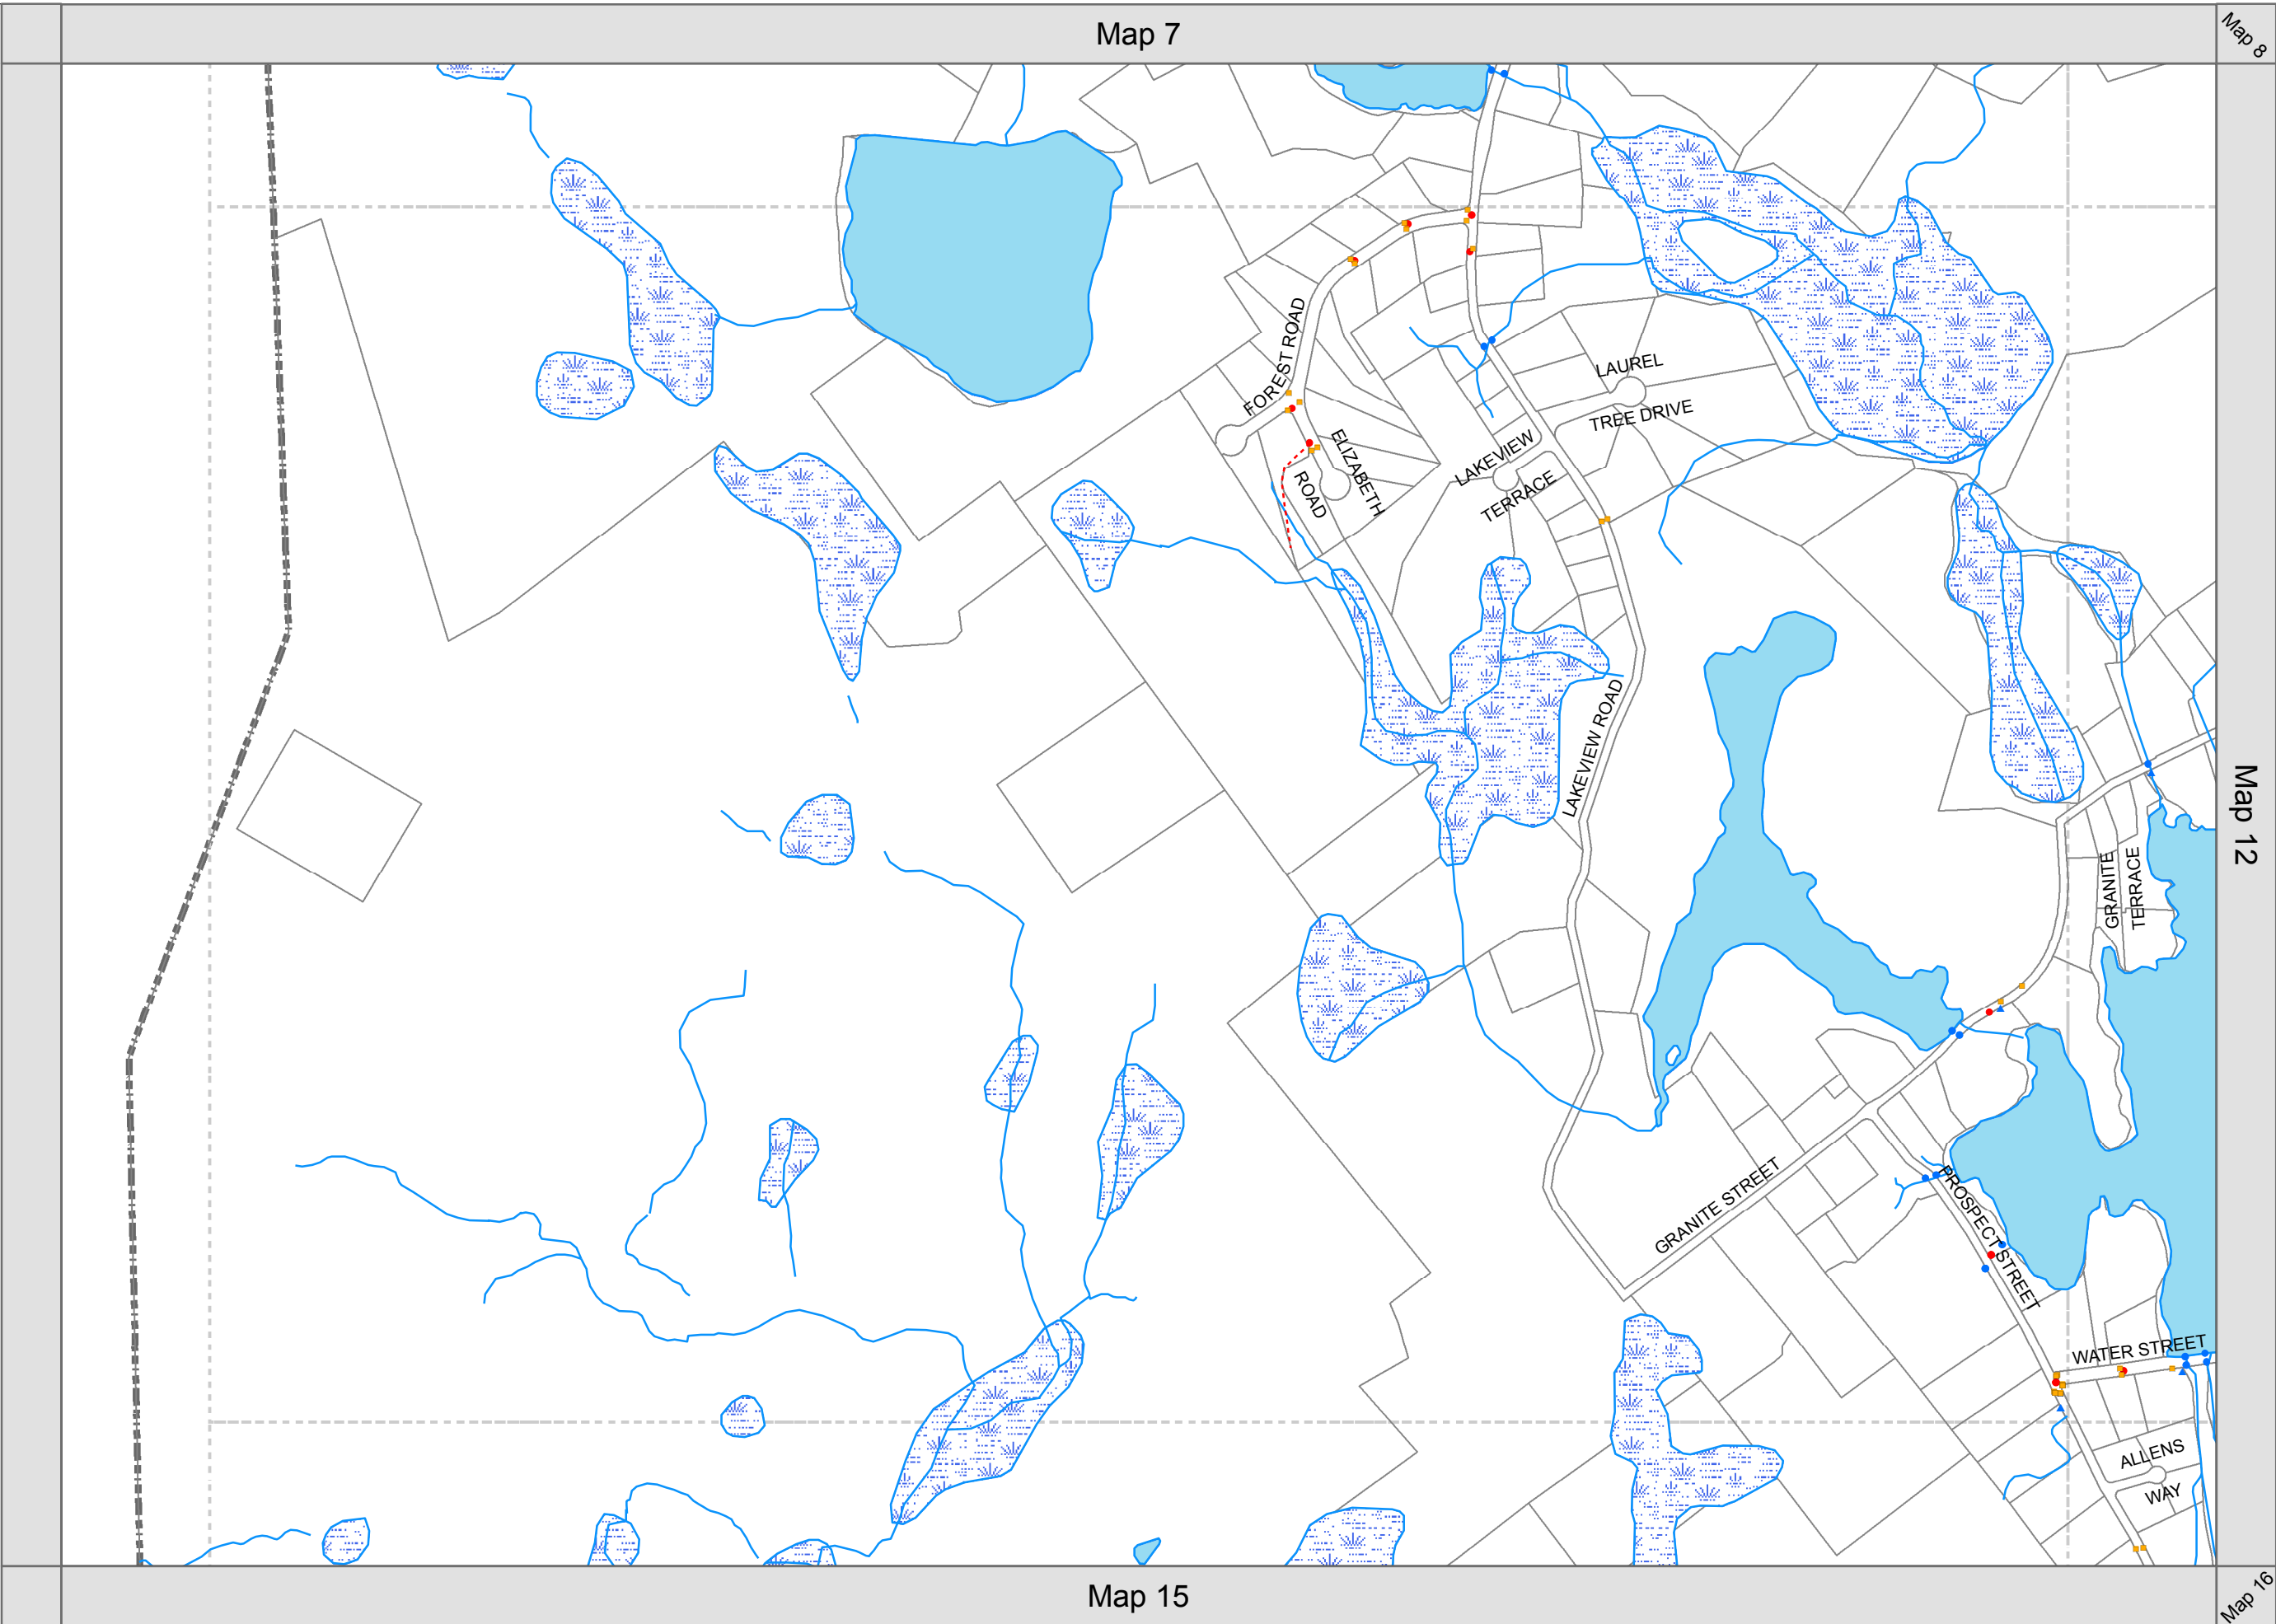 Map 7
Map 8
FOREST ROAD
LAUREL
TREE DRIVE
ELIZABETH
ROAD
LAKEVIEW
TERRACE
LAKEVIEW ROAD
Map 12
GRANITE
TERRACE
GRANITE STREET
PROSPECT STREET
WATER STREET
ALLENS
WAY
Map 15
Map 16